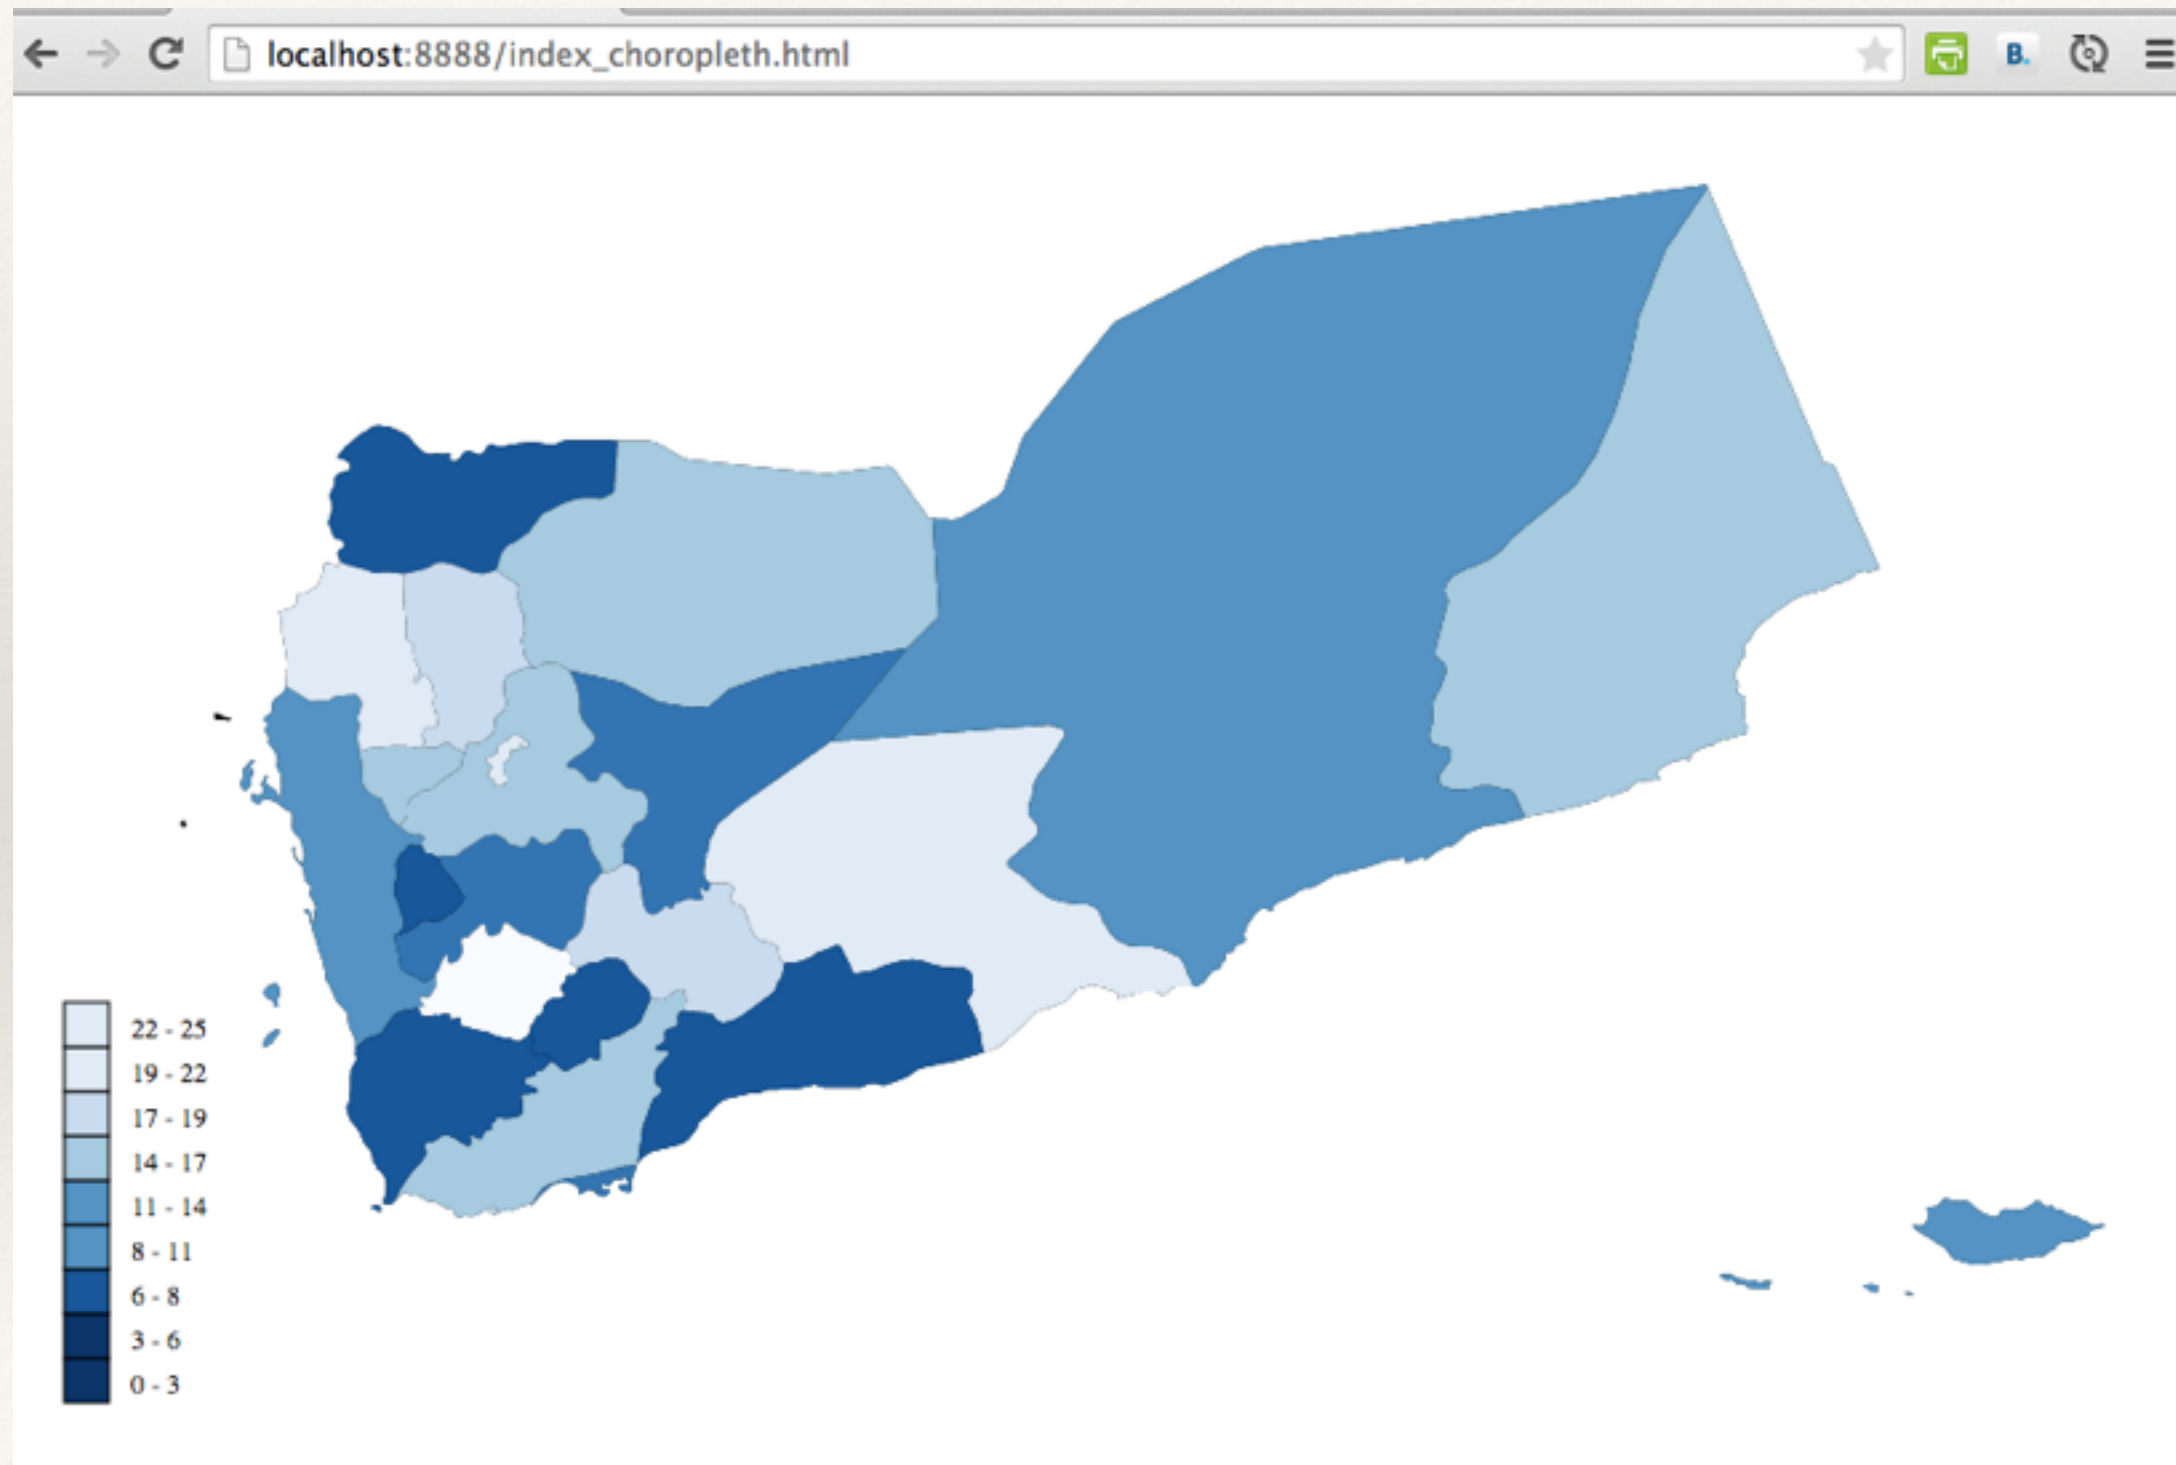 localhost:8888/index_choropleth.html
B.
22 - 25
19 - 22
17 - 19
14 - 17
11 - 14
8 - 11
6 - 8
3 - 6
0 - 3